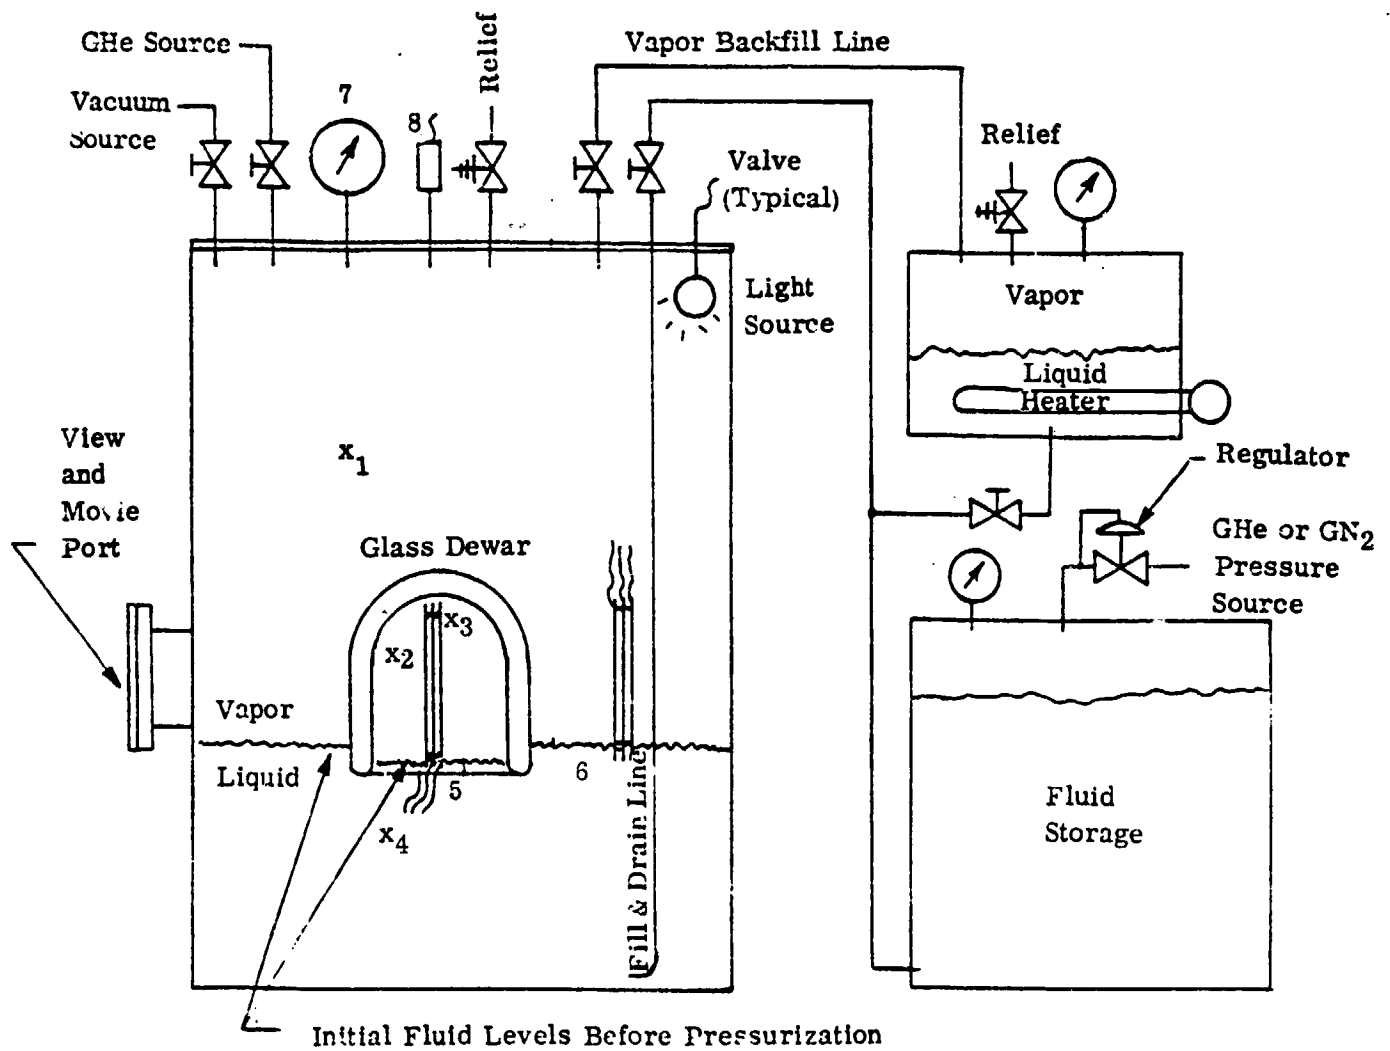 GHe Source
Vacuum
Source
7
8
Relief
Vapor Backfill Line
Valve
(Typical)
Relief
Light
Source
Vapor
Liquid
Heater
View
and
Movie
Port
x1
Regulator
GHe or GN2
Pressure
Source
Glass Dewar
x3
x2
Vapor
Liquid
5
6
x4
Fill & Drain Line
Fluid
Storage
Initial Fluid Levels Before Pressurization